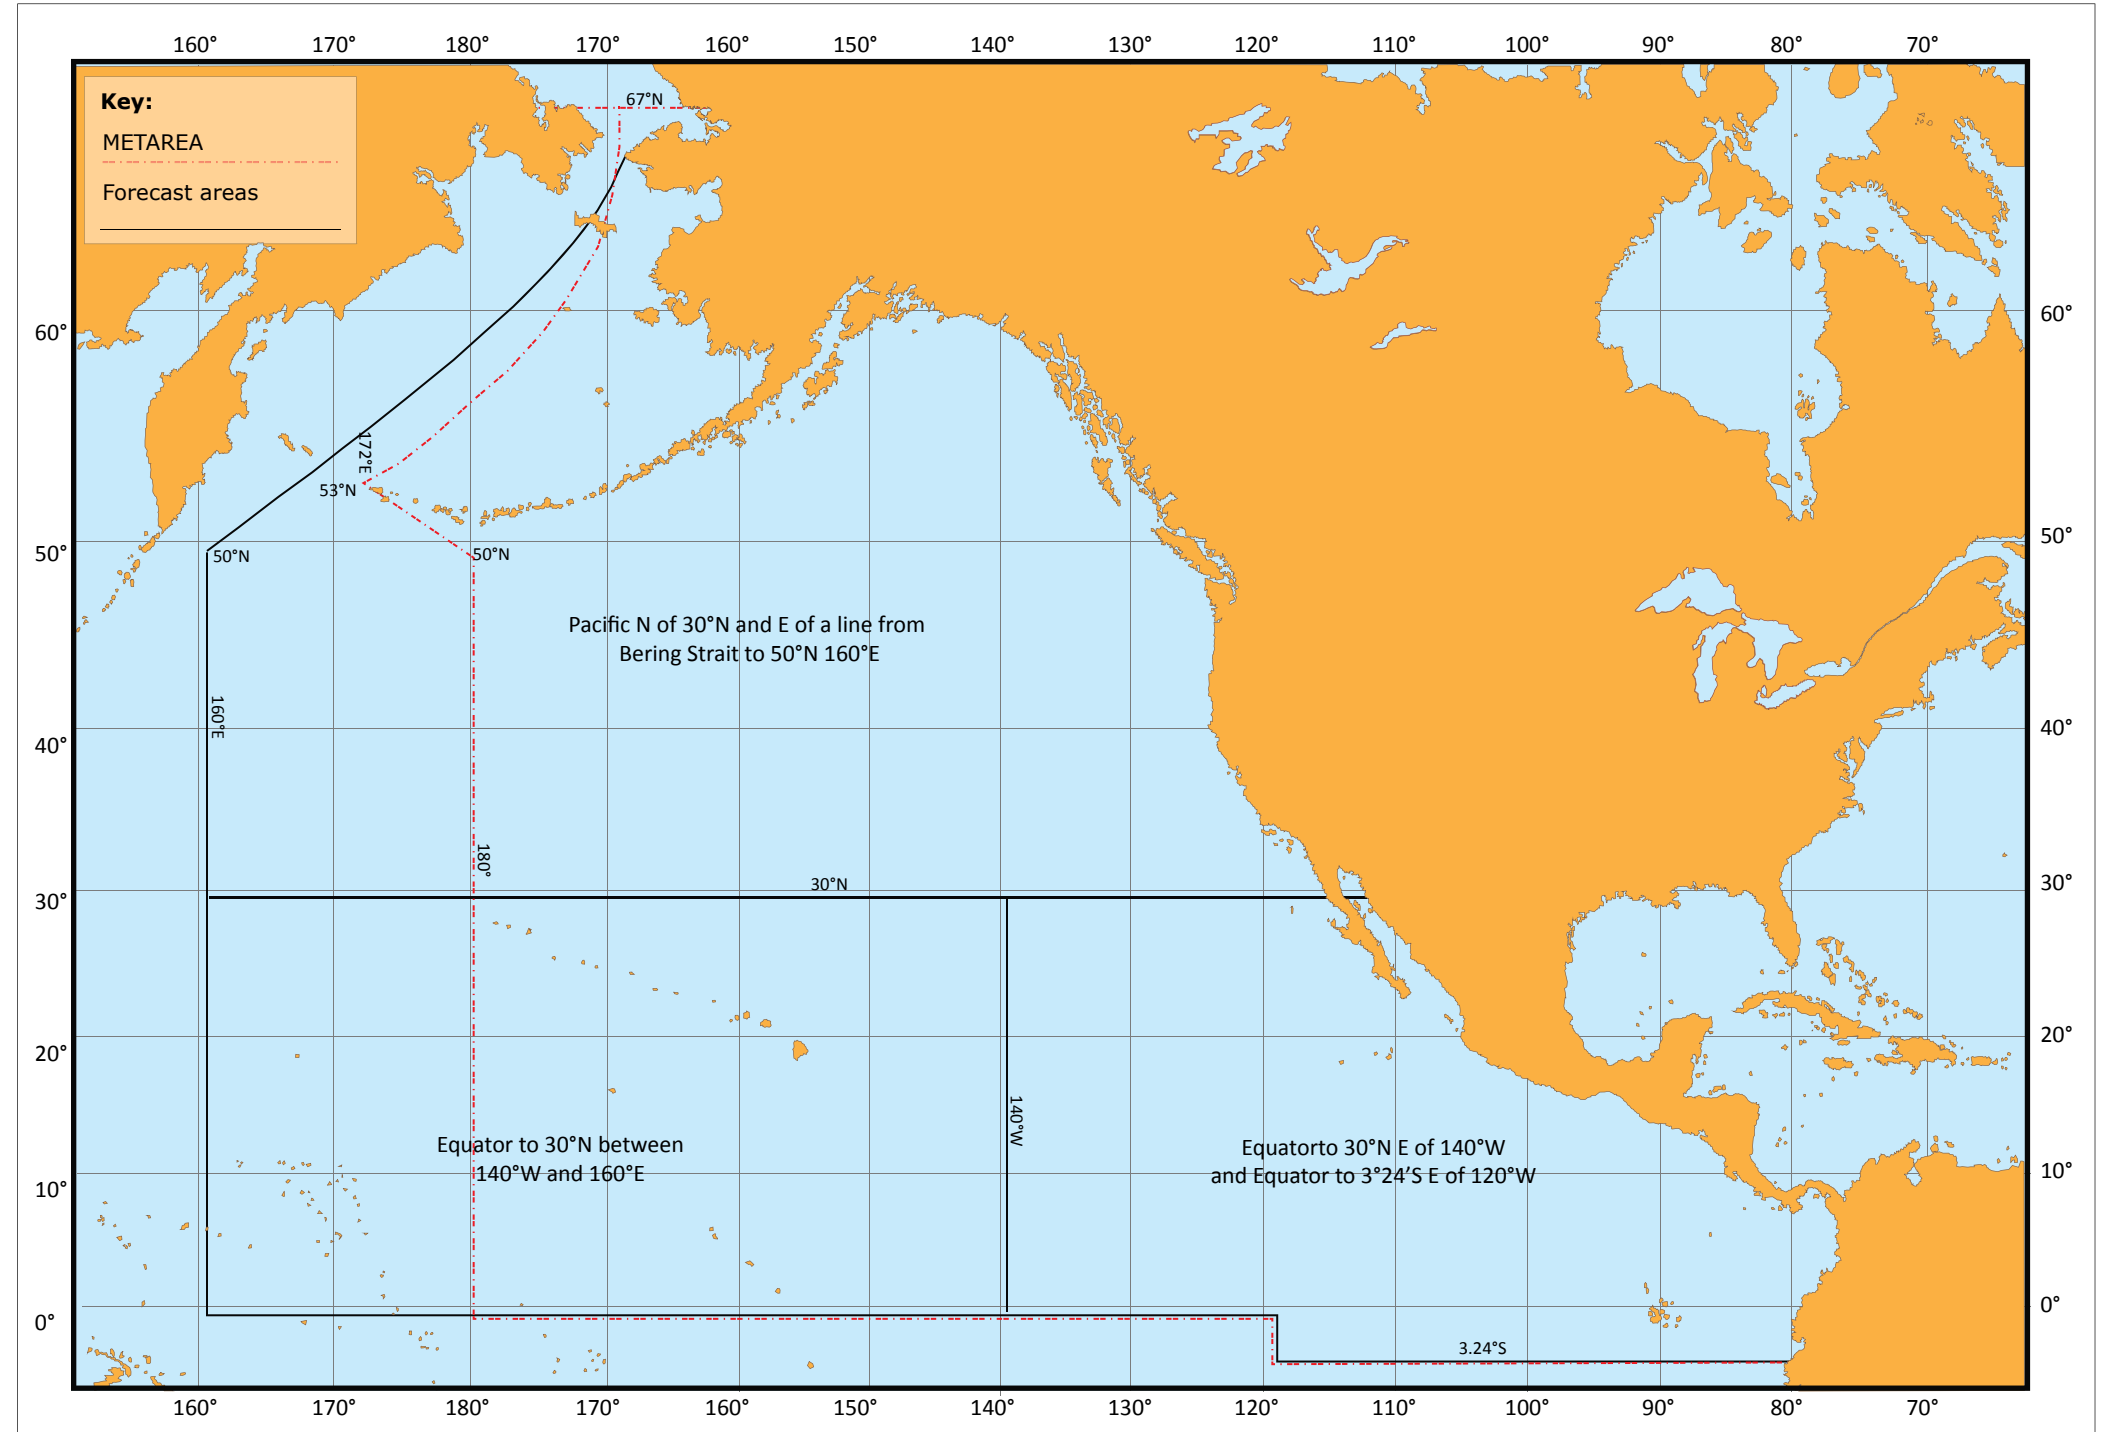 160° 170° 180° 170° 160° 150° 140° 130° 120° 110° 100° 90° 80° 70°
Key:
METAREA
Forecast areas
67°N
60° 60°
172°E
53°N
50° 50°
50°N 50°N
Pacific N of 30°N and E of a line from
Bering Strait to 50°N 160°E
160°E
40° 40°
180°
30°N
30° 30°
20° 20°
140°W
Equator to 30°N between
140°W and 160°E
Equatorto 30°N E of 140°W
and Equator to 3°24'S E of 120°W
10° 10°
0° 0°
3.24°S
160° 170° 180° 170° 160° 150° 140° 130° 120° 110° 100° 90° 80° 70°